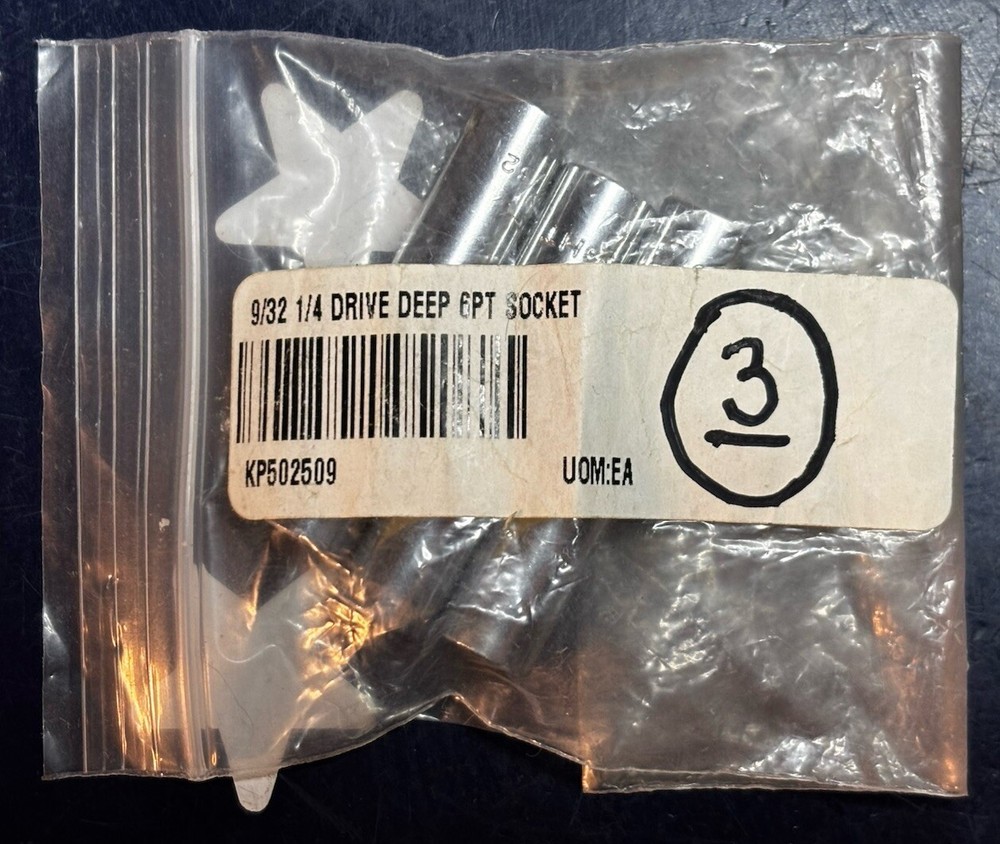 9/32 1/4 DRIVE DEEP 6PT SOCKET
3
KP502509
UOM:EA